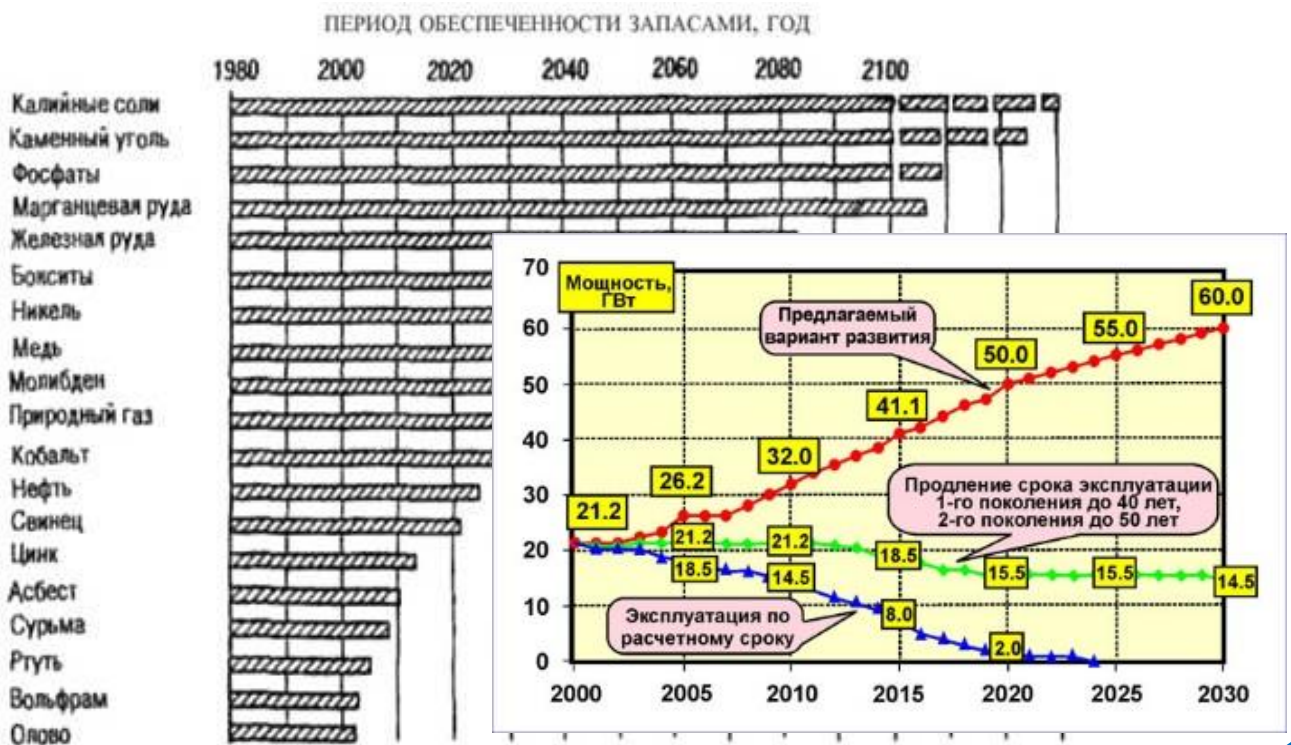 ПЕРИОД ОБЕСПЕЧЕННОСТИ ЗАПАСАМИ, ГОД
1980 2000 2020 2040 2060 2080 2100
Калийные соли
Каменный уголь
Фосфаты
Марганцевая руда
Железная руда
Бокситы
Никель
Медь
Молибден
Природный газ
Кобальт
Нефть
Свинец
Цинк
Асбест
Сурьма
Ртуть
Вольфрам
Олово
70
60
50
40
30
20
10
0
Мощность,
ГВт
Предлагаемый
вариант развития
21.2 26.2 32.0 41.1 50.0 55.0 60.0
Продление срока эксплуатации
1-го поколения до 40 лет,
2-го поколения до 50 лет
21.2 21.2 18.5 15.5 15.5 14.5
18.5 14.5 8.0 2.0
Эксплуатация по
расчетному сроку
2000 2005 2010 2015 2020 2025 2030